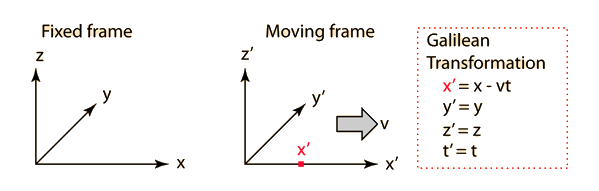 Fixed frame
z
y
x
Moving frame
z’
y’
v
x’
x’
Galilean
Transformation
x’ = x - vt
y’ = y
z’ = z
t’ = t